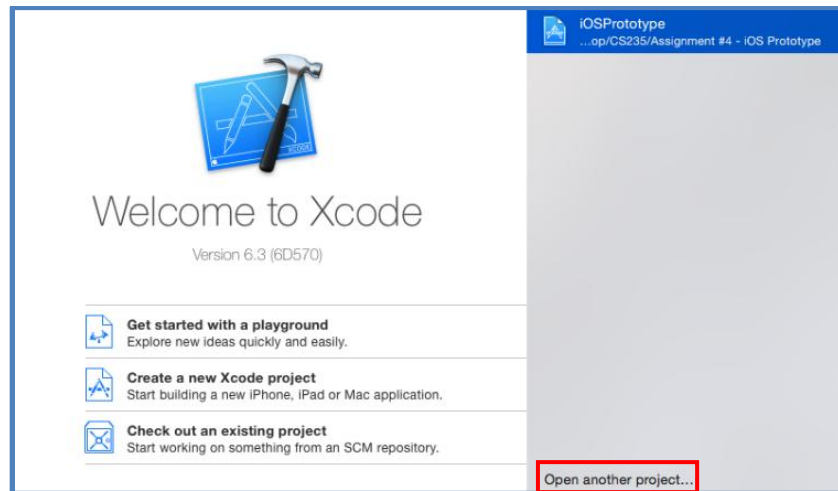 XCODE
Welcome to Xcode
Version 6.3 (6D570)
Get started with a playground
Explore new ideas quickly and easily.
Create a new Xcode project
Start building a new iPhone, iPad or Mac application.
Check out an existing project
Start working on something from an SCM repository.
iOSPrototype
...op/CS235/Assignment #4 - iOS Prototype
Open another project...